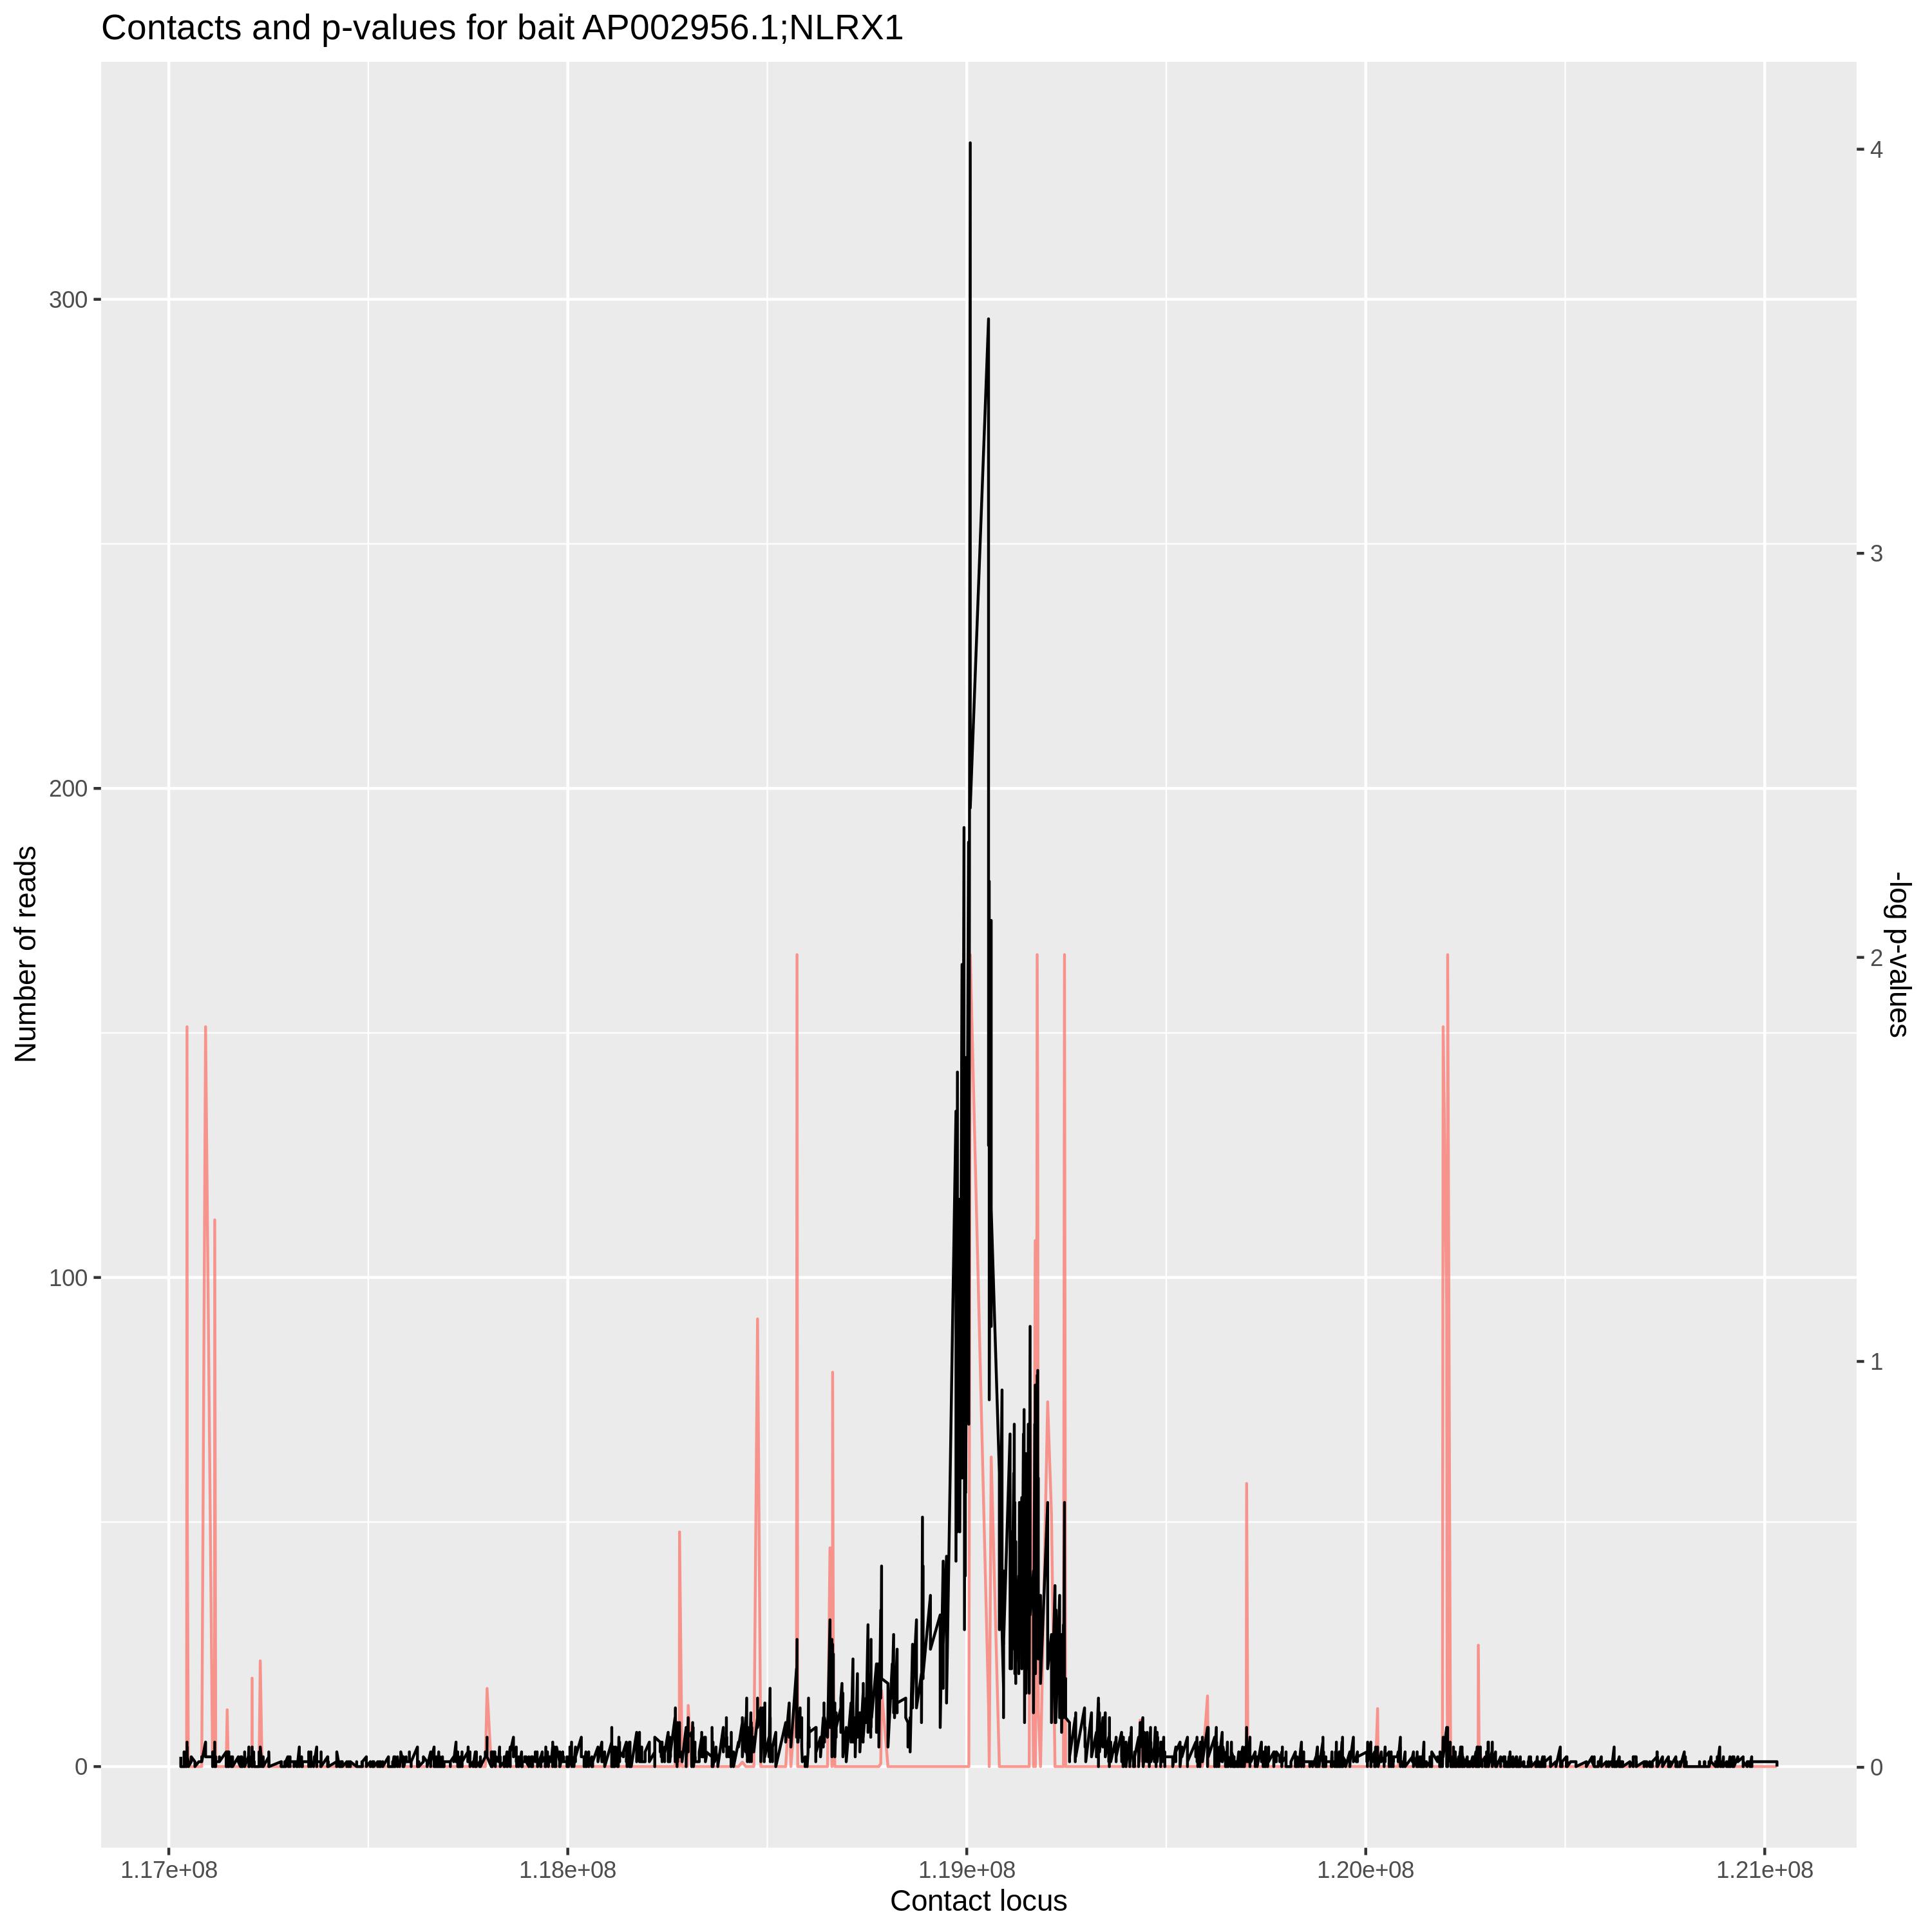 Contacts and p-values for bait AP002956.1;NLRX1
Number of reads
300
200
100
0
4
3
2
1
0
-log p-values
1.17e+08
1.18e+08
1.19e+08
1.20e+08
1.21e+08
Contact locus